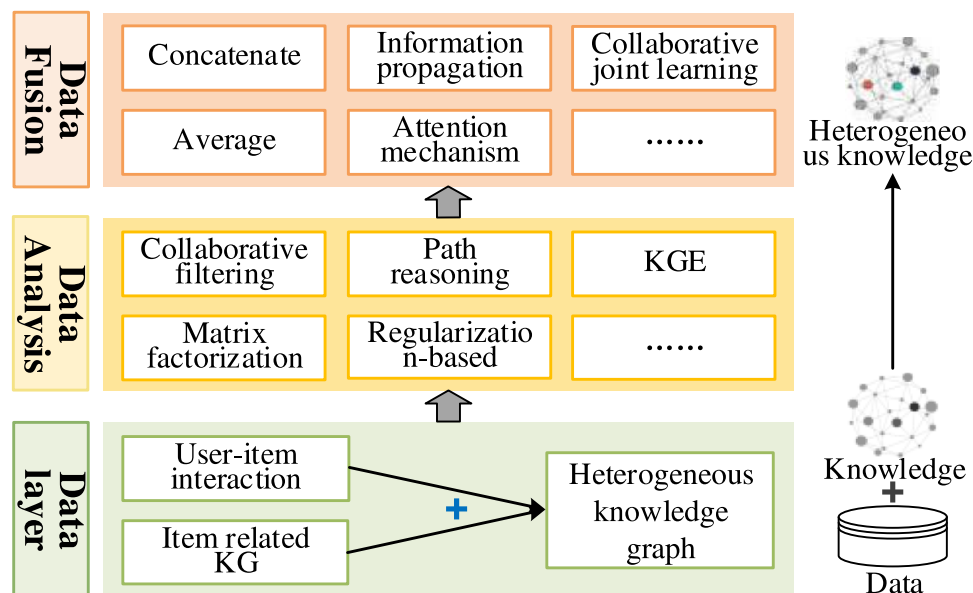 Data
Fusion
Concatenate
Information
propagation
Collaborative
joint learning
Average
Attention
mechanism
......
Heterogeneo
us knowledge
Data
Analysis
Collaborative
filtering
Path
reasoning
KGE
Matrix
factorization
Regularizatio
n-based
......
Data
layer
User-item
interaction
+
Item related
KG
Heterogeneous
knowledge
graph
Knowledge
+
Data